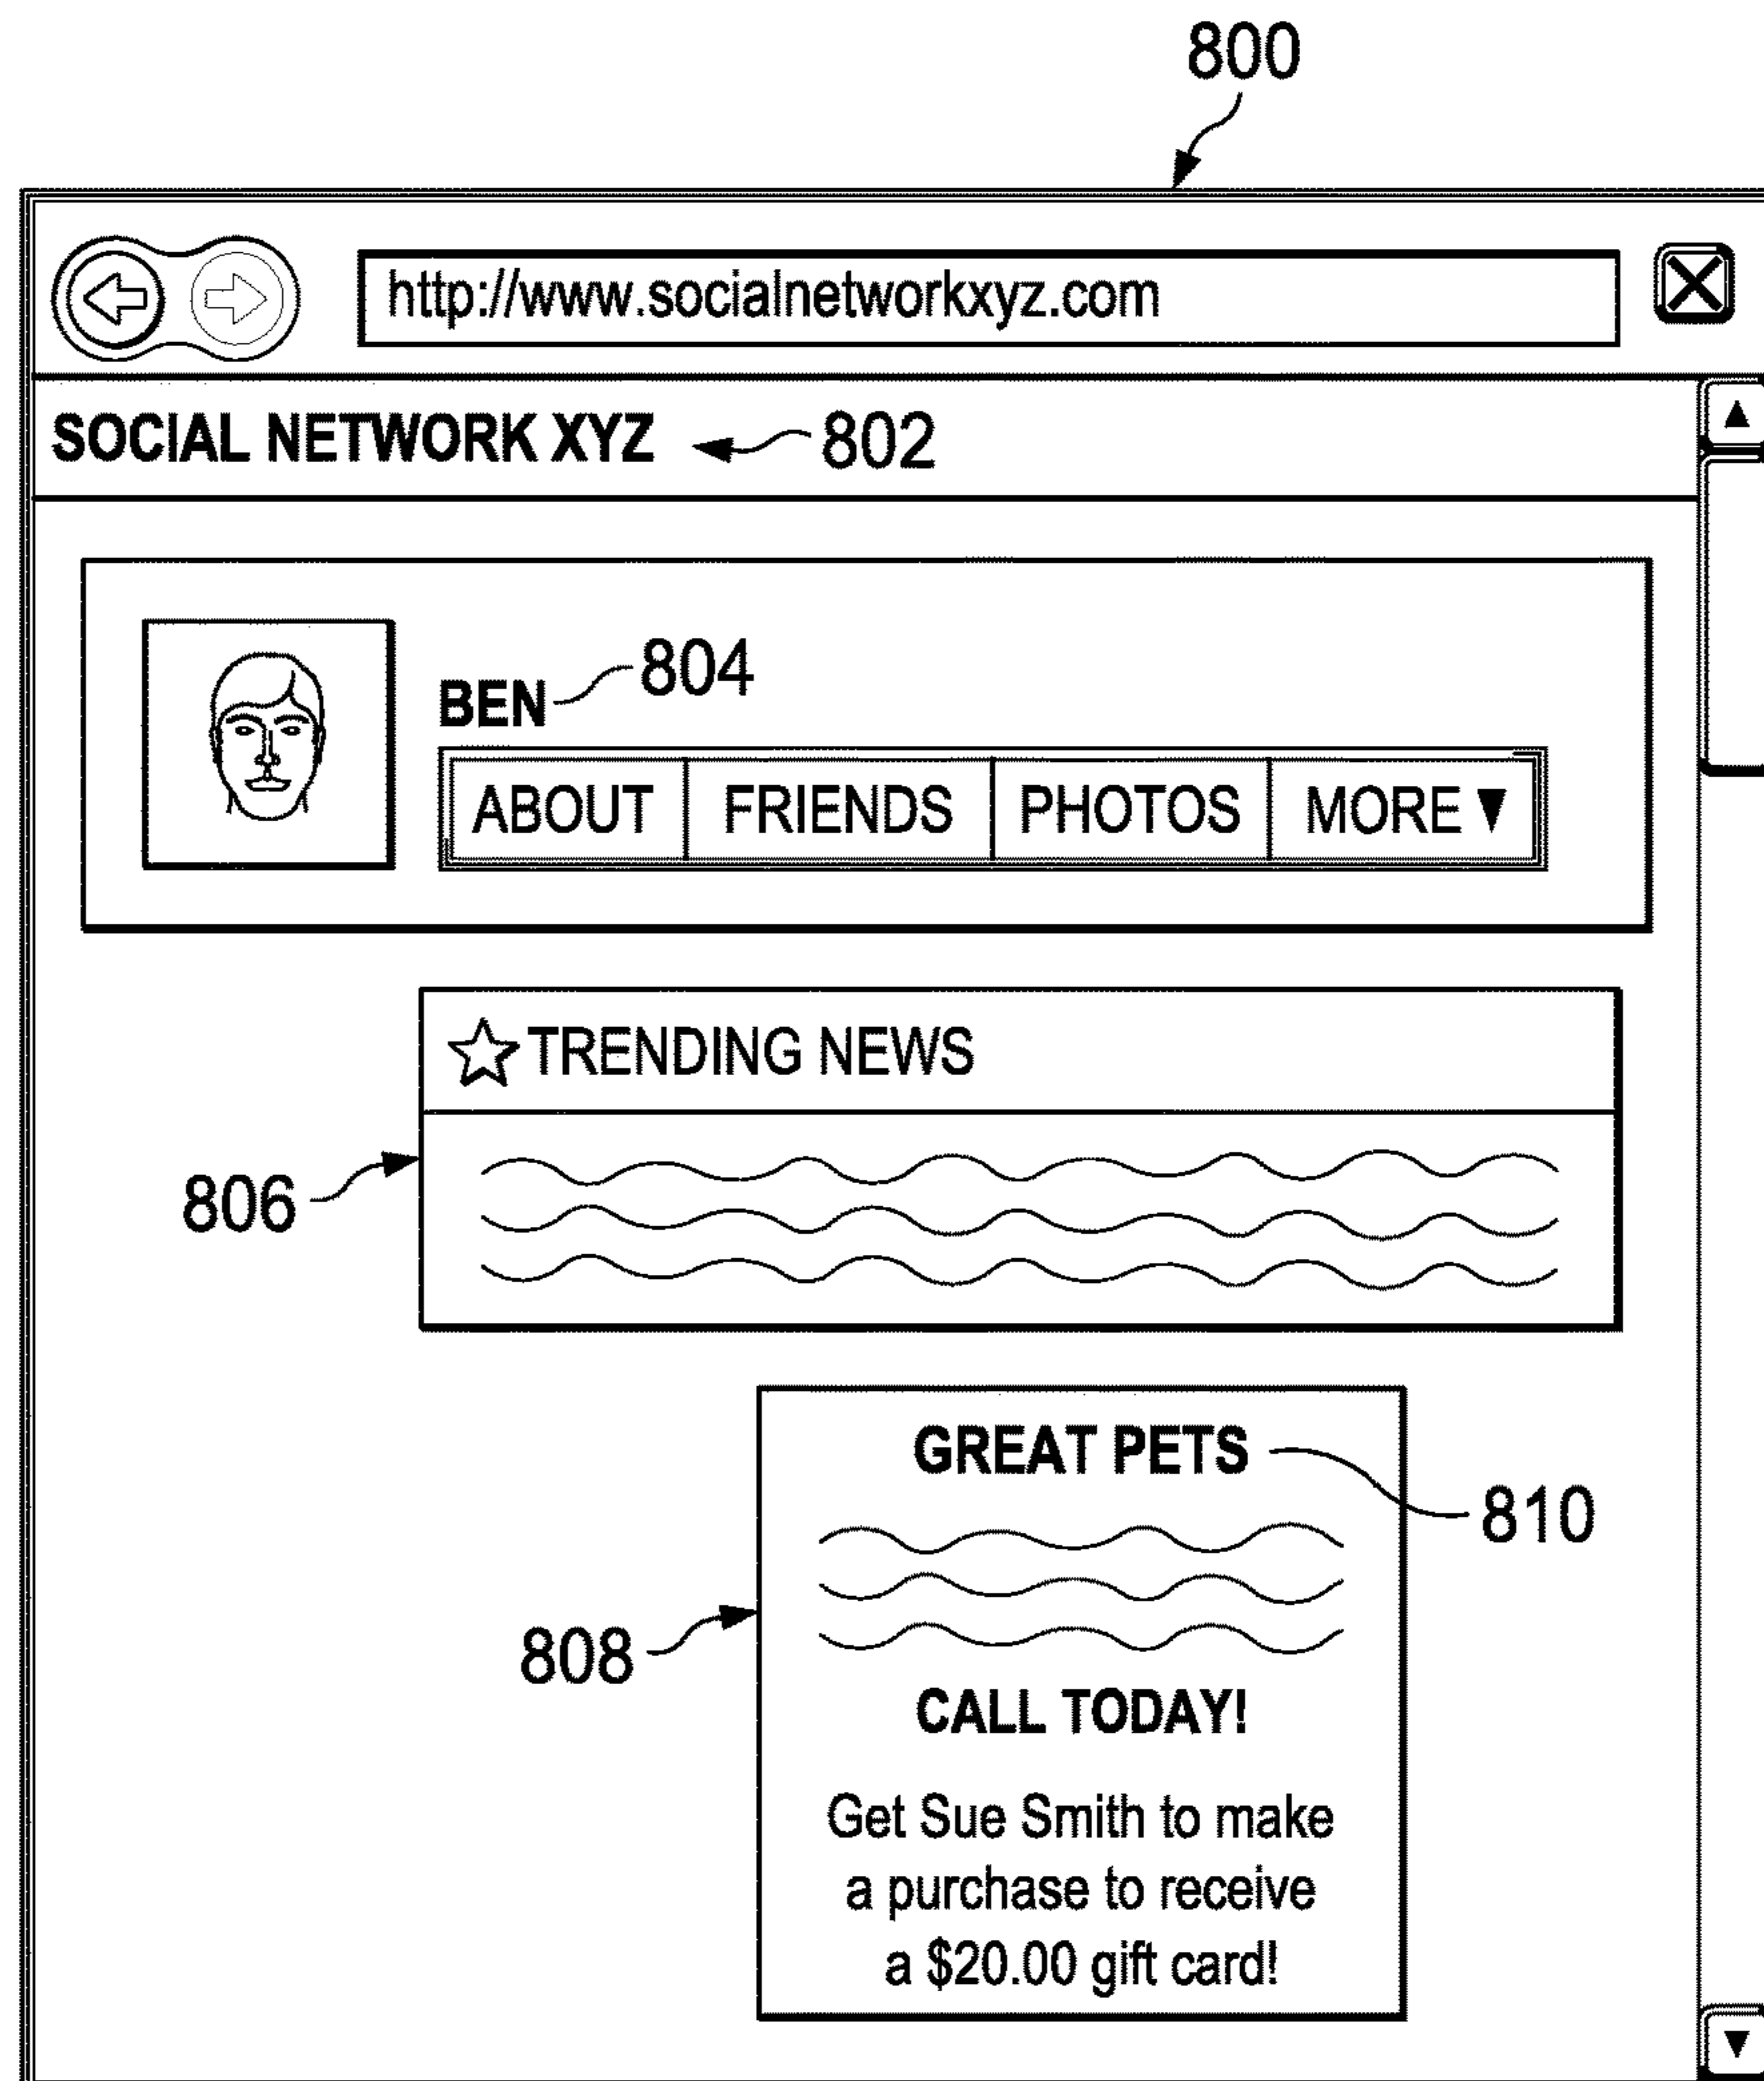 800
http://www.socialnetworkxyz.com
SOCIAL NETWORK XYZ 802
BEN 804
ABOUT FRIENDS PHOTOS MORE ▼
TRENDING NEWS
806
GREAT PETS
810
808
CALL TODAY!
Get Sue Smith to make
a purchase to receive
a $20.00 gift card!